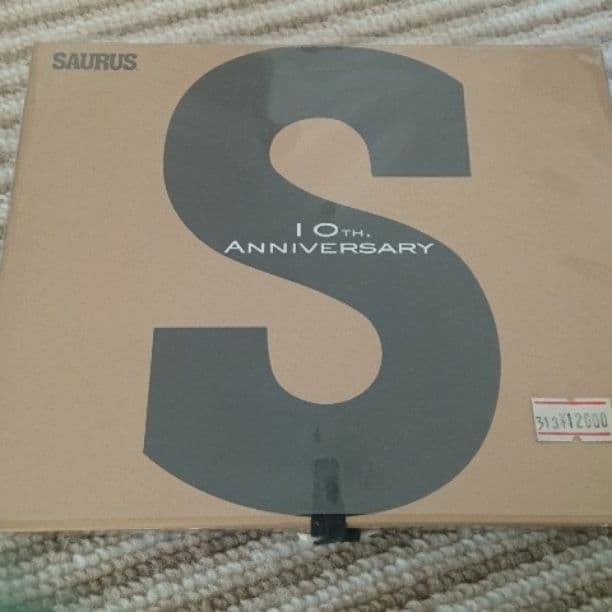 SAURUS
S
10TH.
ANNIVERSARY
313 ¥12000